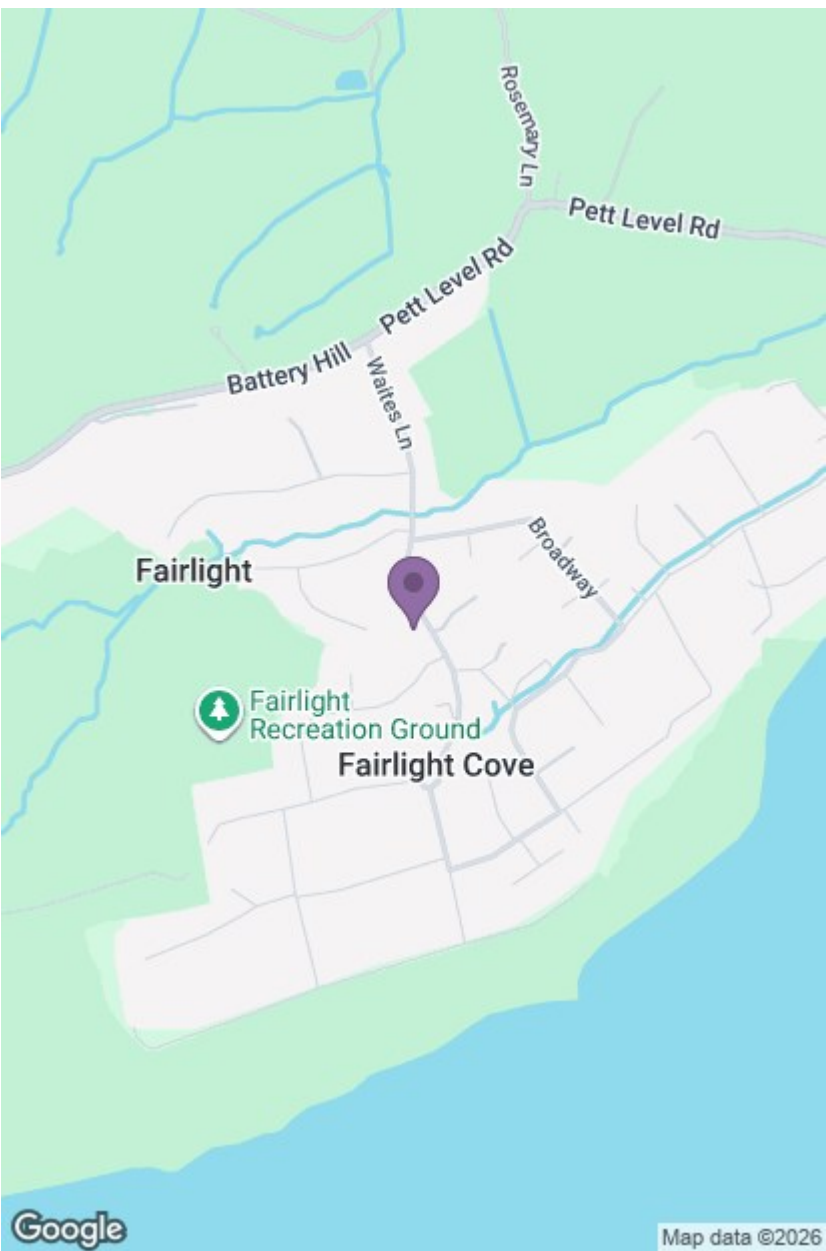 Rosemary Ln
Pett Level Rd
Pett Level Rd
Battery Hill
Waites Ln
Broadway
Fairlight
Fairlight
Recreation Ground
Fairlight Cove
Google
Map data ©2026